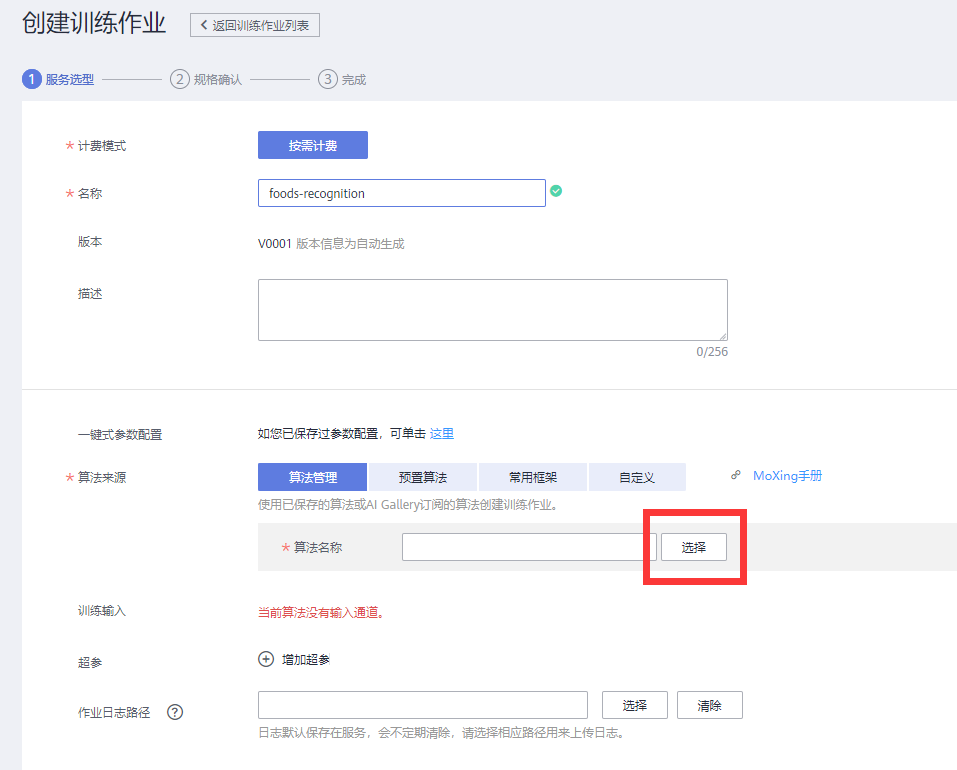 创建训练作业 返回训练作业列表
1 服务选型 2 规格确认 3 完成
* 计费模式 按需计费
* 名称 foods-recognition
版本 V0001 版本信息为自动生成
描述
0/256
一键式参数配置 如您已保存过参数配置，可单击 这里
* 算法来源 算法管理 预置算法 常用框架 自定义 MoXing手册
使用已保存的算法或AI Gallery订阅的算法创建训练作业。
* 算法名称 选择
训练输入 当前算法没有输入通道。
超参 增加超参
作业日志路径 ? 选择 清除
日志默认保存在服务，会不定期清除，请选择相应路径用来上传日志。